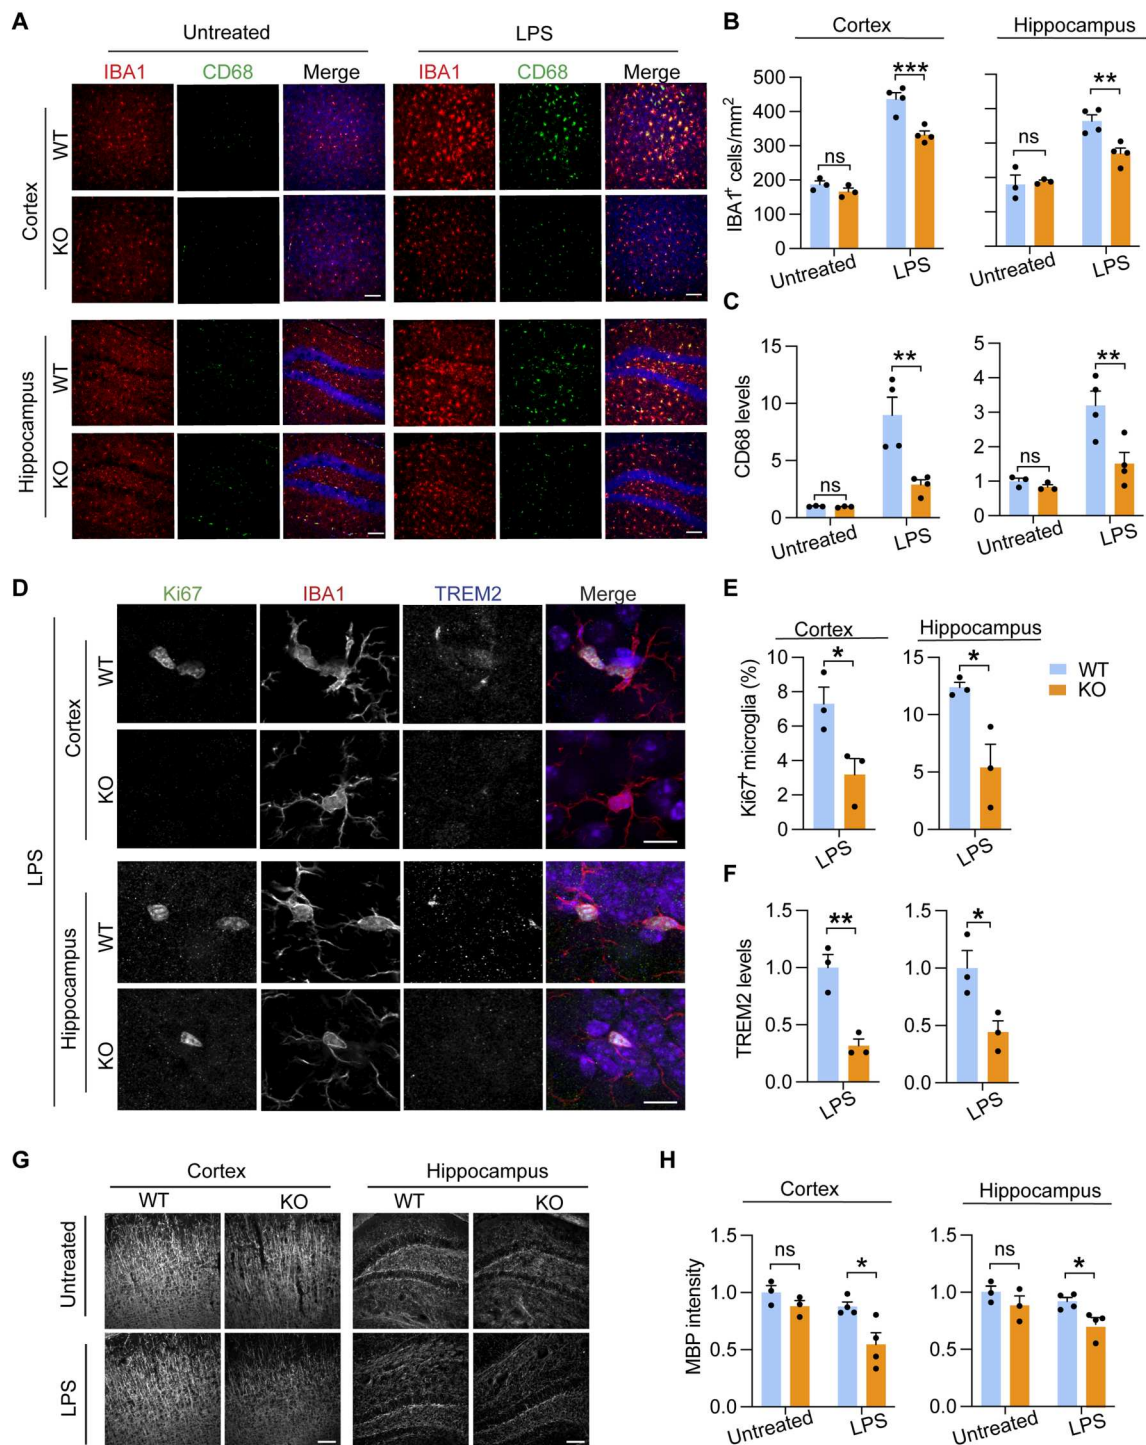 A
Untreated
LPS
IBA1 CD68 Merge IBA1 CD68 Merge
Cortex
WT
KO
Hippocampus
WT
KO
B
Cortex
Hippocampus
IBA1+ cells/mm2
500
400
300
200
100
0
ns
***
ns
**
Untreated
LPS
Untreated
LPS
C
CD68 levels
15
10
5
0
ns
**
Untreated
LPS
5
4
3
2
1
0
ns
**
Untreated
LPS
D
Ki67 IBA1 TREM2 Merge
LPS
Cortex
WT
KO
Hippocampus
WT
KO
E
Cortex
Hippocampus
Ki67+ microglia (%)
10
8
6
4
2
0
*
LPS
15
10
5
0
*
LPS
WT
KO
F
TREM2 levels
1.5
1.0
0.5
0.0
**
LPS
1.5
1.0
0.5
0.0
*
LPS
G
Cortex
Hippocampus
WT KO WT KO
Untreated
LPS
H
Cortex
Hippocampus
MBP intensity
1.5
1.0
0.5
0.0
ns
*
Untreated
LPS
1.5
1.0
0.5
0.0
ns
*
Untreated
LPS